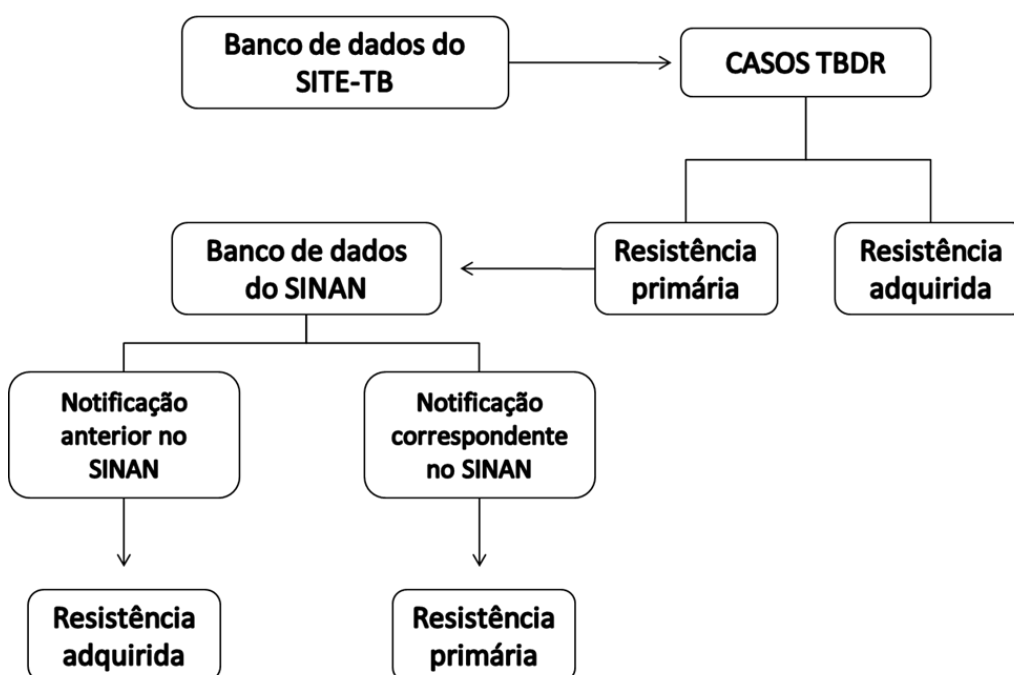 Banco de dados do
SITE-TB
CASOS TBDR
Banco de dados
do SINAN
Resistência
primária
Resistência
adquirida
Notificação
anterior no
SINAN
Notificação
correspondente
no SINAN
Resistência
adquirida
Resistência
primária